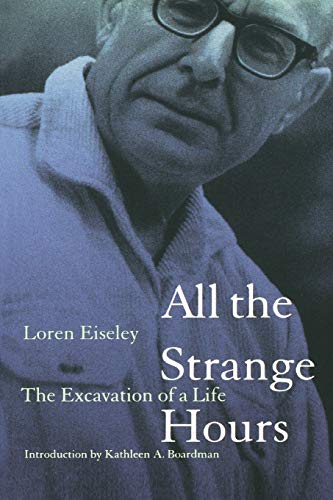 All the
Loren Eiseley
Strange
The Excavation of a Life
Hours
Introduction by Kathleen A. Boardman